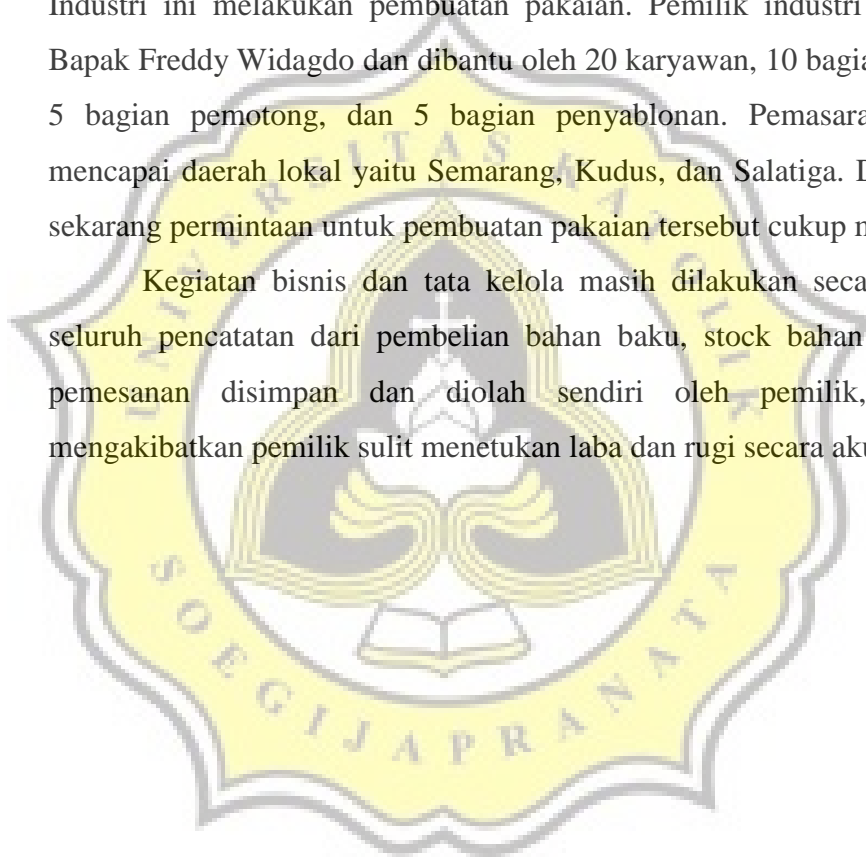 Industri ini melakukan pembuatan pakaian. Pemilik industri
Bapak Freddy Widagdo dan dibantu oleh 20 karyawan, 10 bagia
5 bagian pemotong, dan 5 bagian penyablonan. Pemasara
mencapai daerah lokal yaitu Semarang, Kudus, dan Salatiga. D
sekarang permintaan untuk pembuatan pakaian tersebut cukup
Kegiatan bisnis dan tata kelola masih dilakukan seca
seluruh pencatatan dari pembelian bahan baku, stock bahan
pemesanan disimpan dan diolah sendiri oleh pemilik,
mengakibatkan pemilik sulit menetukan laba dan rugi secara aku
UNIVERSITAS KATOLIK
SOEGIJAPRANATA